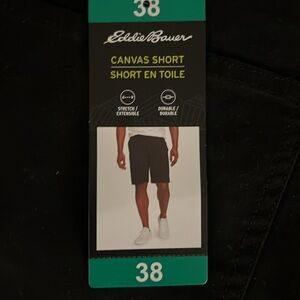 38
Eddie Bauer
CANVAS SHORT
SHORT EN TOILE
STRETCH / EXTENSIBLE
DURABLE / DURABLE
38